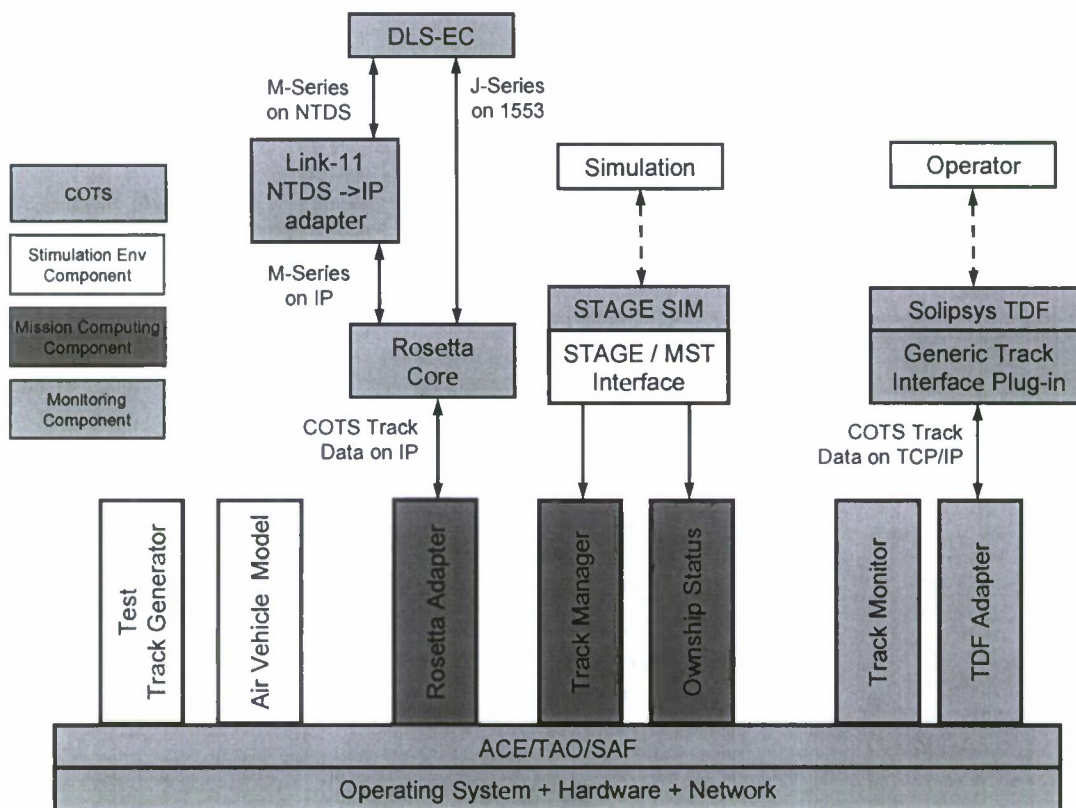 DLS-EC
M-Series
on NTDS
J-Series
on 1553
Link-11
NTDS ->IP
adapter
Simulation
Operator
COTS
Stimulation Env
Component
Mission Computing
Component
Monitoring
Component
M-Series
on IP
Rosetta
Core
STAGE SIM
STAGE / MST
Interface
Solipsys TDF
Generic Track
Interface Plug-in
COTS Track
Data on IP
COTS Track
Data on TCP/IP
Test
Track Generator
Air Vehicle Model
Rosetta Adapter
Track Manager
Ownship Status
Track Monitor
TDF Adapter
ACE/TAO/SAF
Operating System + Hardware + Network